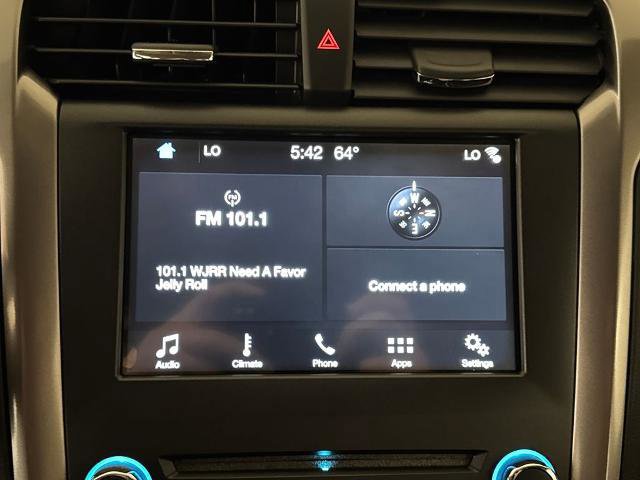 LO
5:42 64°
LO
FM 101.1
101.1 WJRR Need A Favor
Jelly Roll
W
S N
E
Connect a phone
Audio
Climate
Phone
Apps
Settings